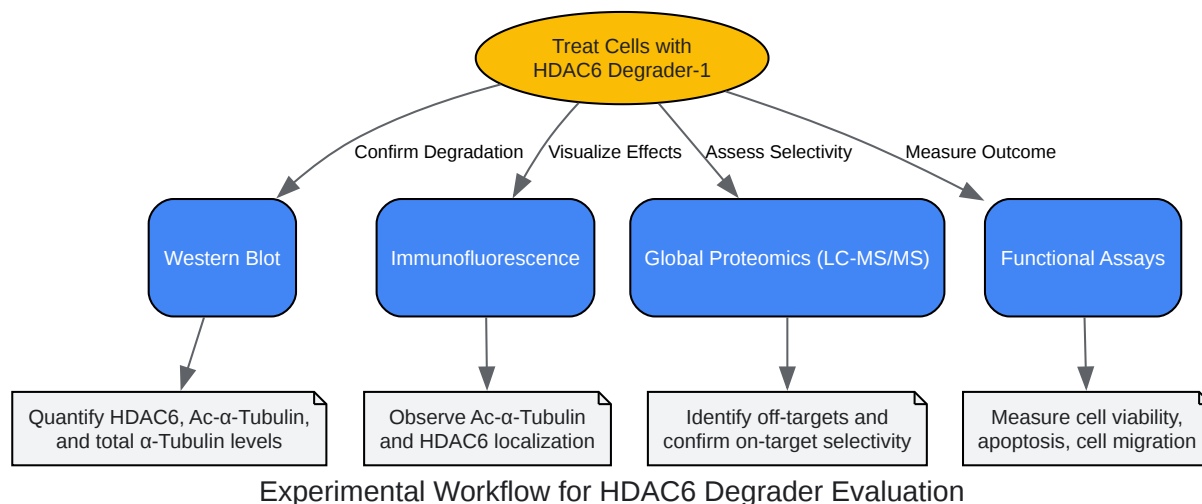 Treat Cells with
HDAC6 Degrader-1
Confirm Degradation
Visualize Effects
Assess Selectivity
Measure Outcome
Western Blot
Immunofluorescence
Global Proteomics (LC-MS/MS)
Functional Assays
Quantify HDAC6, Ac-α-Tubulin,
and total α-Tubulin levels
Observe Ac-α-Tubulin
and HDAC6 localization
Identify off-targets and
confirm on-target selectivity
Measure cell viability,
apoptosis, cell migration
Experimental Workflow for HDAC6 Degrader Evaluation